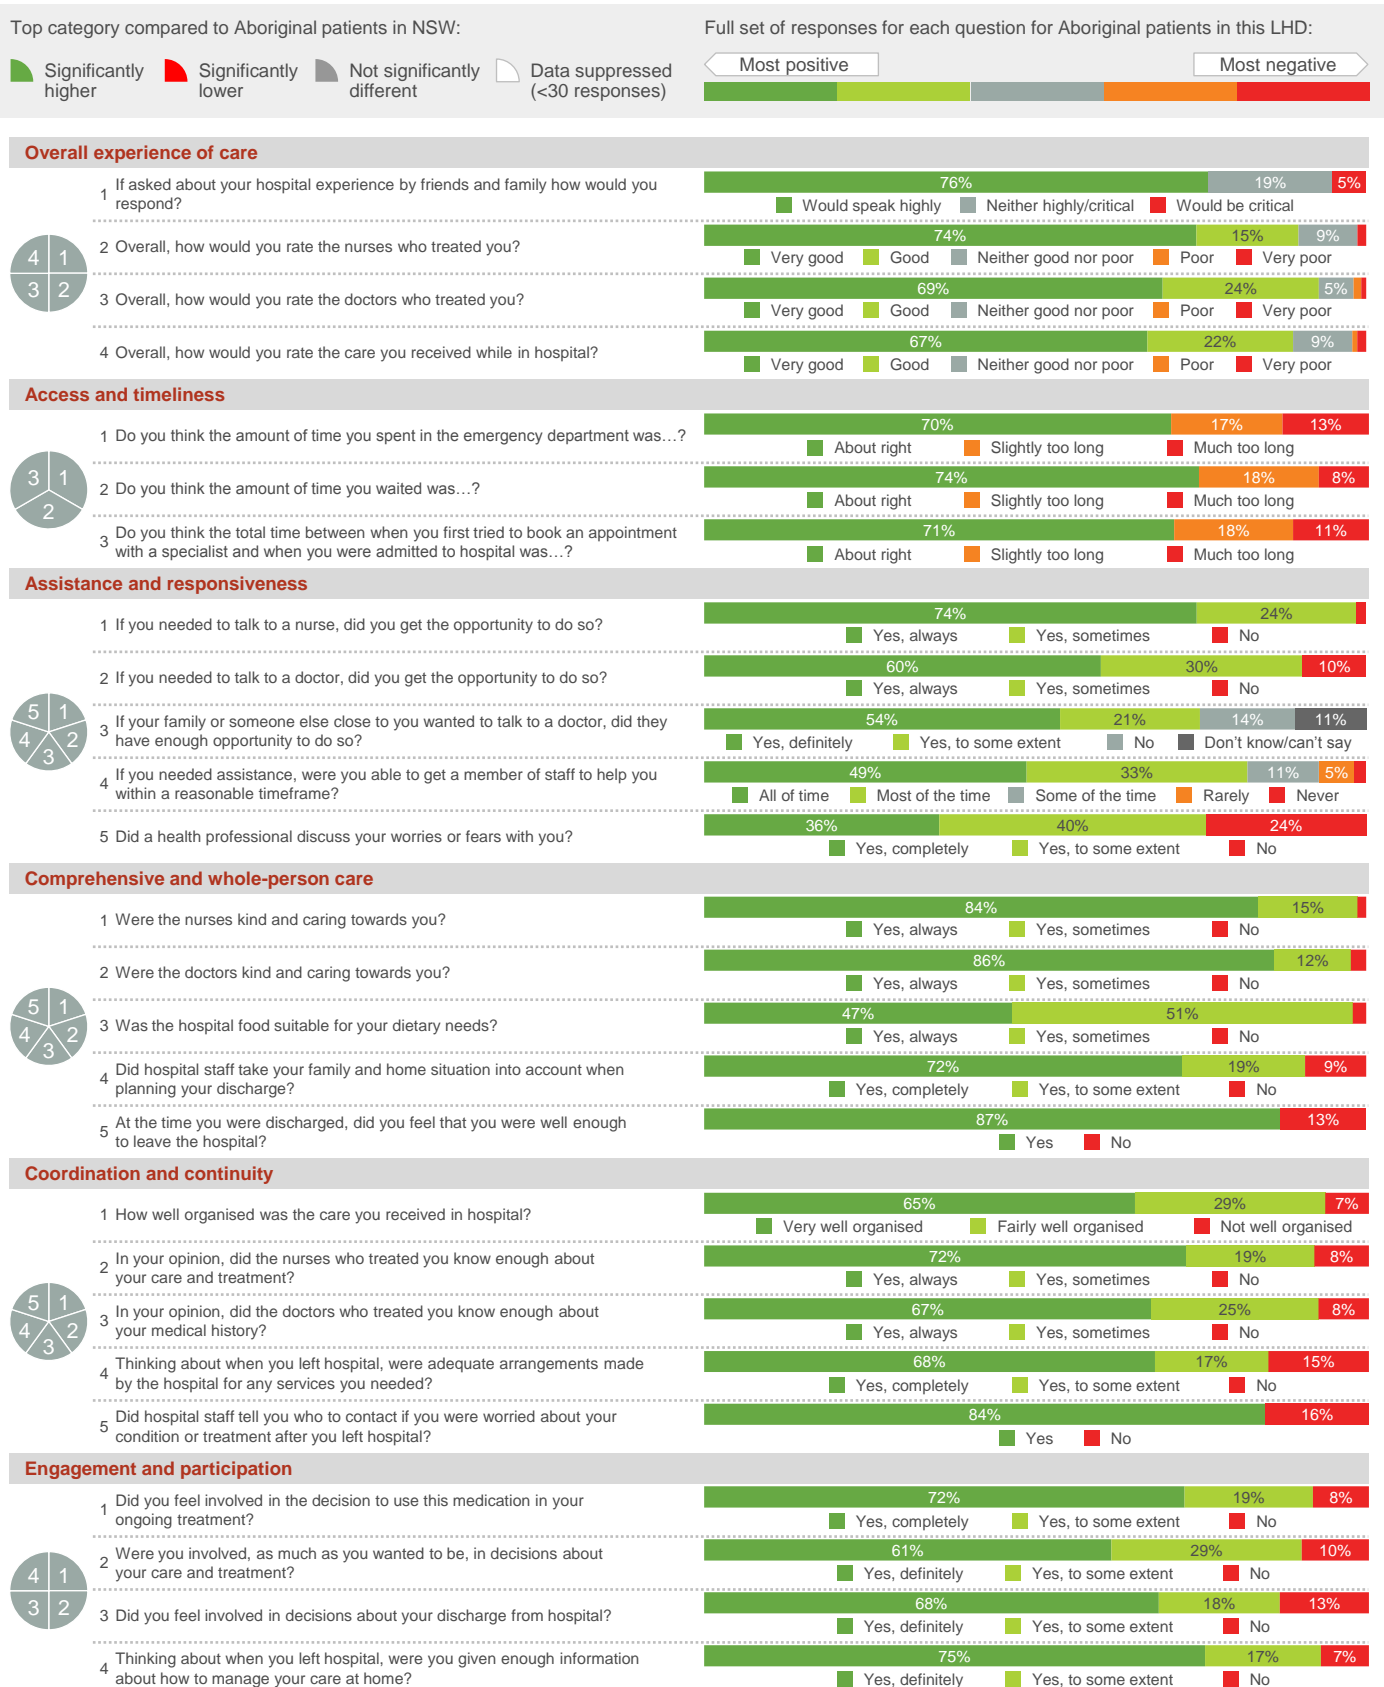 Top category compared to Aboriginal patients in NSW:
Significantly higher
Significantly lower
Not significantly different
Data suppressed (<30 responses)
Full set of responses for each question for Aboriginal patients in this LHD:
Most positive
Most negative
Overall experience of care
4 1
3 2
1 If asked about your hospital experience by friends and family how would you
respond?
76% 19% 5%
Would speak highly Neither highly/critical Would be critical
2 Overall, how would you rate the nurses who treated you?
74% 15% 9%
Very good Good Neither good nor poor Poor Very poor
3 Overall, how would you rate the doctors who treated you?
69% 24% 5%
Very good Good Neither good nor poor Poor Very poor
4 Overall, how would you rate the care you received while in hospital?
67% 22% 9%
Very good Good Neither good nor poor Poor Very poor
Access and timeliness
3 1
2
1 Do you think the amount of time you spent in the emergency department was…?
70% 17% 13%
About right Slightly too long Much too long
2 Do you think the amount of time you waited was…?
74% 18% 8%
About right Slightly too long Much too long
3 Do you think the total time between when you first tried to book an appointment
with a specialist and when you were admitted to hospital was…?
71% 18% 11%
About right Slightly too long Much too long
Assistance and responsiveness
5 1
4 2
3
1 If you needed to talk to a nurse, did you get the opportunity to do so?
74% 24%
Yes, always Yes, sometimes No
2 If you needed to talk to a doctor, did you get the opportunity to do so?
60% 30% 10%
Yes, always Yes, sometimes No
3 If your family or someone else close to you wanted to talk to a doctor, did they
have enough opportunity to do so?
54% 21% 14% 11%
Yes, definitely Yes, to some extent No Don't know/can't say
4 If you needed assistance, were you able to get a member of staff to help you
within a reasonable timeframe?
49% 33% 11% 5%
All of time Most of the time Some of the time Rarely Never
5 Did a health professional discuss your worries or fears with you?
36% 40% 24%
Yes, completely Yes, to some extent No
Comprehensive and whole-person care
5 1
4 2
3
1 Were the nurses kind and caring towards you?
84% 15%
Yes, always Yes, sometimes No
2 Were the doctors kind and caring towards you?
86% 12%
Yes, always Yes, sometimes No
3 Was the hospital food suitable for your dietary needs?
47% 51%
Yes, always Yes, sometimes No
4 Did hospital staff take your family and home situation into account when
planning your discharge?
72% 19% 9%
Yes, completely Yes, to some extent No
5 At the time you were discharged, did you feel that you were well enough
to leave the hospital?
87% 13%
Yes No
Coordination and continuity
5 1
4 2
3
1 How well organised was the care you received in hospital?
65% 29% 7%
Very well organised Fairly well organised Not well organised
2 In your opinion, did the nurses who treated you know enough about
your care and treatment?
72% 19% 8%
Yes, always Yes, sometimes No
3 In your opinion, did the doctors who treated you know enough about
your medical history?
67% 25% 8%
Yes, always Yes, sometimes No
4 Thinking about when you left hospital, were adequate arrangements made
by the hospital for any services you needed?
68% 17% 15%
Yes, completely Yes, to some extent No
5 Did hospital staff tell you who to contact if you were worried about your
condition or treatment after you left hospital?
84% 16%
Yes No
Engagement and participation
4 1
3 2
1 Did you feel involved in the decision to use this medication in your
ongoing treatment?
72% 19% 8%
Yes, completely Yes, to some extent No
2 Were you involved, as much as you wanted to be, in decisions about
your care and treatment?
61% 29% 10%
Yes, definitely Yes, to some extent No
3 Did you feel involved in decisions about your discharge from hospital?
68% 18% 13%
Yes, definitely Yes, to some extent No
4 Thinking about when you left hospital, were you given enough information
about how to manage your care at home?
75% 17% 7%
Yes, definitely Yes, to some extent No